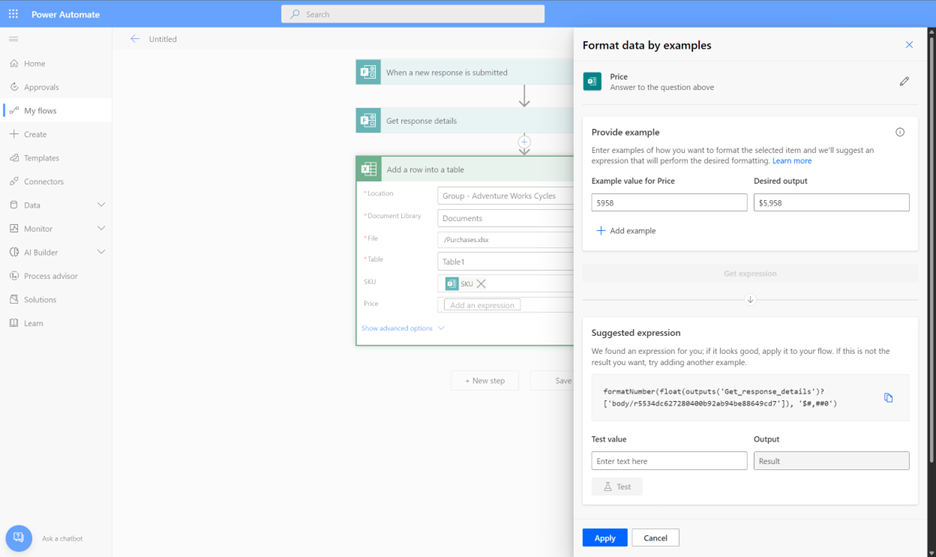 Power Automate
Search
Home
Approvals
My flows
Create
Templates
Connectors
Data
Monitor
AI Builder
Process advisor
Solutions
Learn
Ask a chatbot
Untitled
When a new response is submitted
Get response details
Add a row into a table
* Location
Group - Adventure Works Cycles
* Document Library
Documents
* File
/Purchases.xlsx
* Table
Table1
SKU
SKU
Price
Add an expression
Show advanced options
+ New step
Save
Format data by examples
Price
Answer to the question above
Provide example
Enter examples of how you want to format the selected item and we'll suggest an
expression that will perform the desired formatting. Learn more
Example value for Price
Desired output
5958
$5,958
Add example
Get expression
Suggested expression
We found an expression for you; if it looks good, apply it to your flow. If this is not the
result you want, try adding another example.
formatNumber(float(outputs('Get_response_details')?
['body/r5534dc627280400b92ab94be88649cd7']), '$#,##0')
Test value
Output
Enter text here
Result
Test
Apply
Cancel